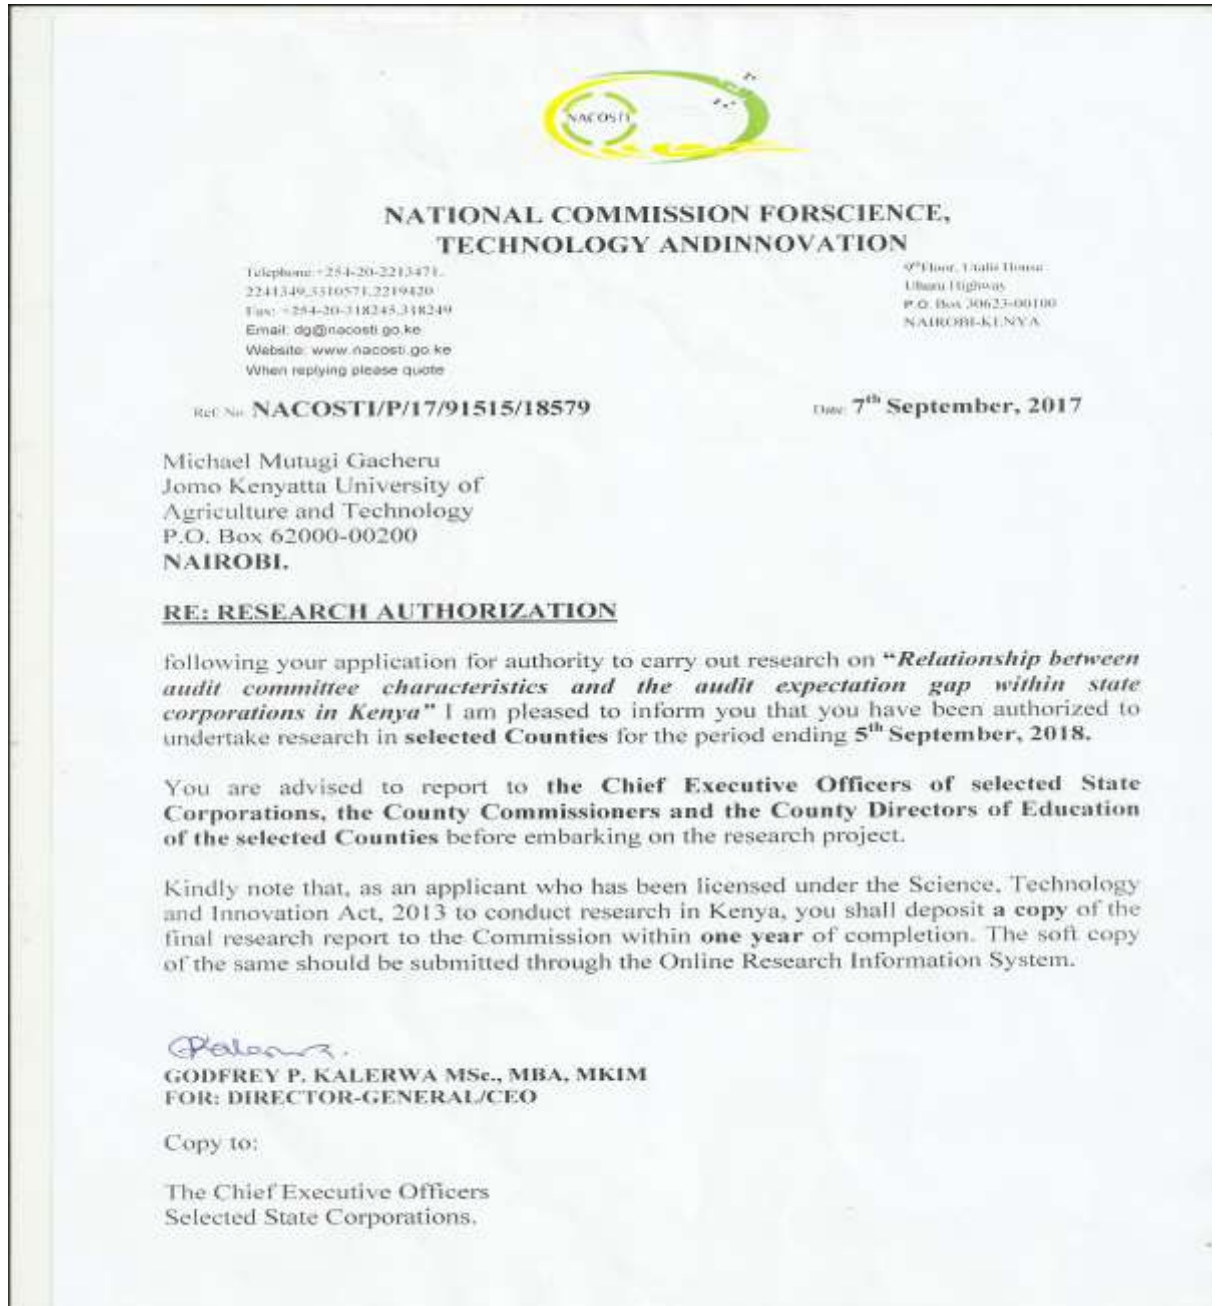 NACOSTI
NATIONAL COMMISSION FORSCIENCE,
TECHNOLOGY ANDINNOVATION
Telephone:+254-20-2213471,
2241349,3310571,2219420
Fax: +254-20-318245,318249
Email: dg@nacosti.go.ke
Website: www.nacosti.go.ke
When replying please quote
9th Floor, Utalii House
Uhuru Highway
P.O. Box 30623-00100
NAIROBI-KENYA
Ref. No. NACOSTI/P/17/91515/18579
Date: 7th September, 2017
Michael Mutugi Gacheru
Jomo Kenyatta University of
Agriculture and Technology
P.O. Box 62000-00200
NAIROBI.
RE: RESEARCH AUTHORIZATION
following your application for authority to carry out research on “Relationship between
audit committee characteristics and the audit expectation gap within state
corporations in Kenya” I am pleased to inform you that you have been authorized to
undertake research in selected Counties for the period ending 5th September, 2018.
You are advised to report to the Chief Executive Officers of selected State
Corporations, the County Commissioners and the County Directors of Education
of the selected Counties before embarking on the research project.
Kindly note that, as an applicant who has been licensed under the Science, Technology
and Innovation Act, 2013 to conduct research in Kenya, you shall deposit a copy of the
final research report to the Commission within one year of completion. The soft copy
of the same should be submitted through the Online Research Information System.
GODFREY P. KALERWA MSc., MBA, MKIM
FOR: DIRECTOR-GENERAL/CEO
Copy to:
The Chief Executive Officers
Selected State Corporations.